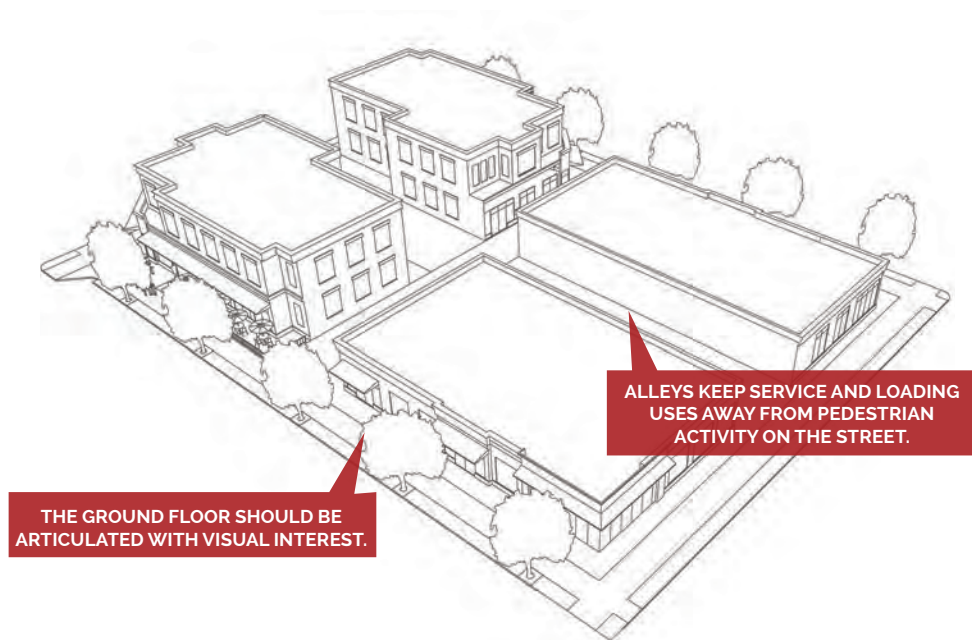 ALLEYS KEEP SERVICE AND LOADING
USES AWAY FROM PEDESTRIAN
ACTIVITY ON THE STREET.
THE GROUND FLOOR SHOULD BE
ARTICULATED WITH VISUAL INTEREST.